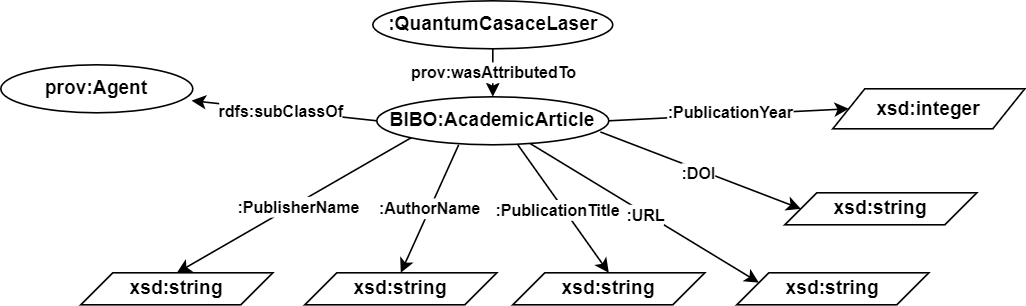 :QuantumCasaceLaser
prov:wasAttributedTo
prov:Agent
rdfs:subClassOf
BIBO:AcademicArticle
:PublicationYear
xsd:integer
:DOI
xsd:string
:PublisherName
:AuthorName
:PublicationTitle
:URL
xsd:string
xsd:string
xsd:string
xsd:string